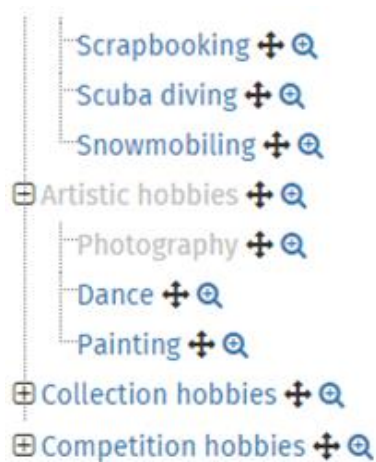 Scrapbooking
Scuba diving
Snowmobiling
Artistic hobbies
Photography
Dance
Painting
Collection hobbies
Competition hobbies